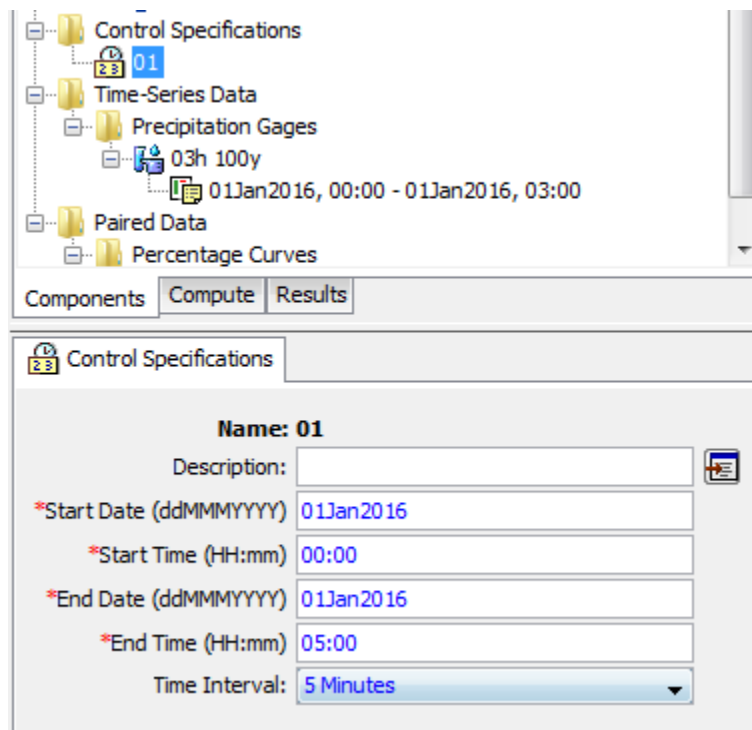 Control Specifications
01
Time-Series Data
Precipitation Gages
03h 100y
01Jan2016, 00:00 - 01Jan2016, 03:00
Paired Data
Percentage Curves
Components Compute Results
Control Specifications
Name: 01
Description:
*Start Date (ddMMMYYYY) 01Jan2016
*Start Time (HH:mm) 00:00
*End Date (ddMMMYYYY) 01Jan2016
*End Time (HH:mm) 05:00
Time Interval: 5 Minutes